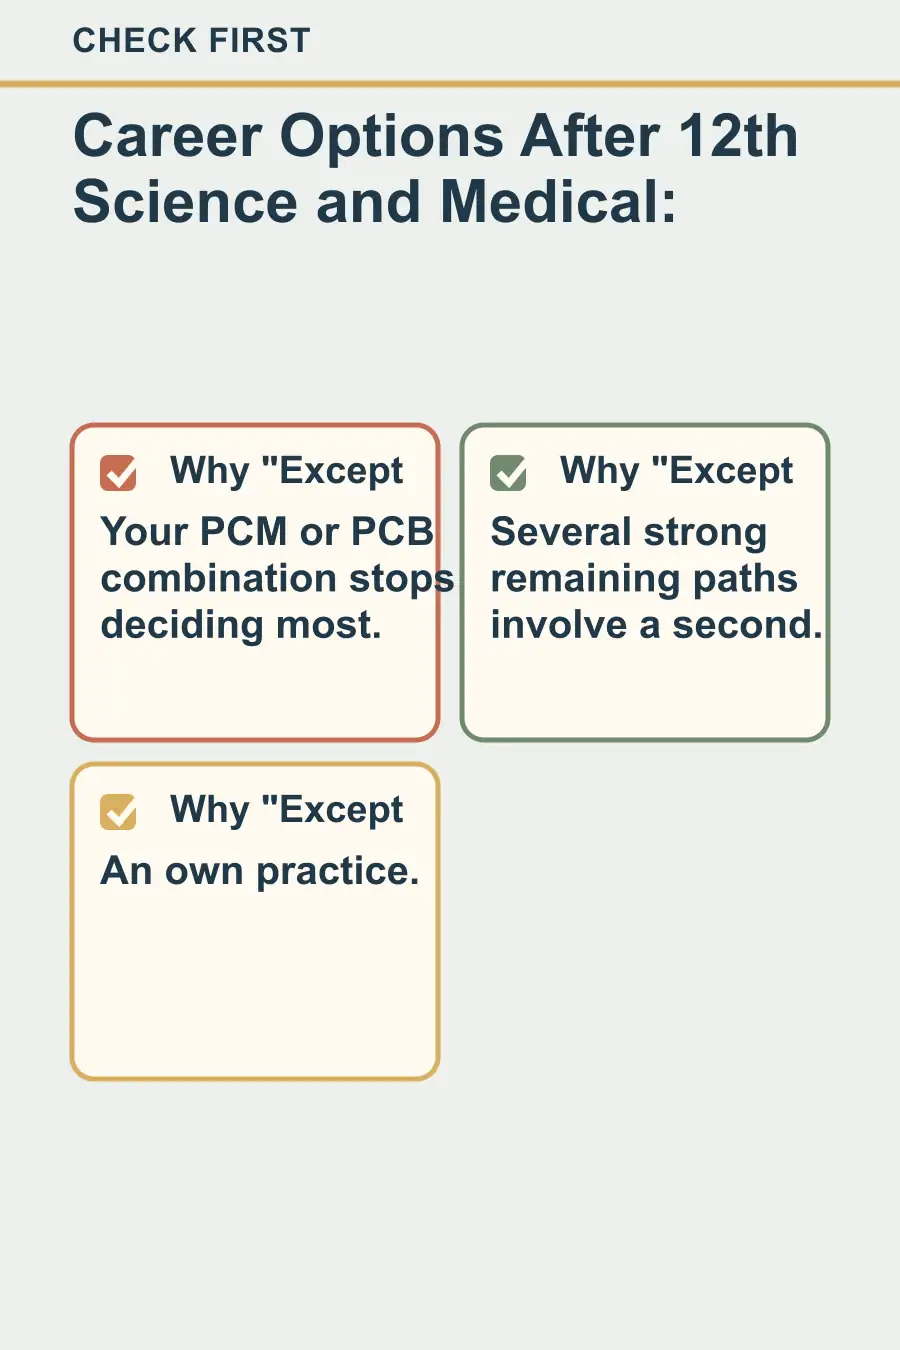 CHECK FIRST
Career Options After 12th
Science and Medical:
Why "Except
Your PCM or PCB
combination stops
deciding most.
Why "Except
Several strong
remaining paths
involve a second.
Why "Except
An own practice.